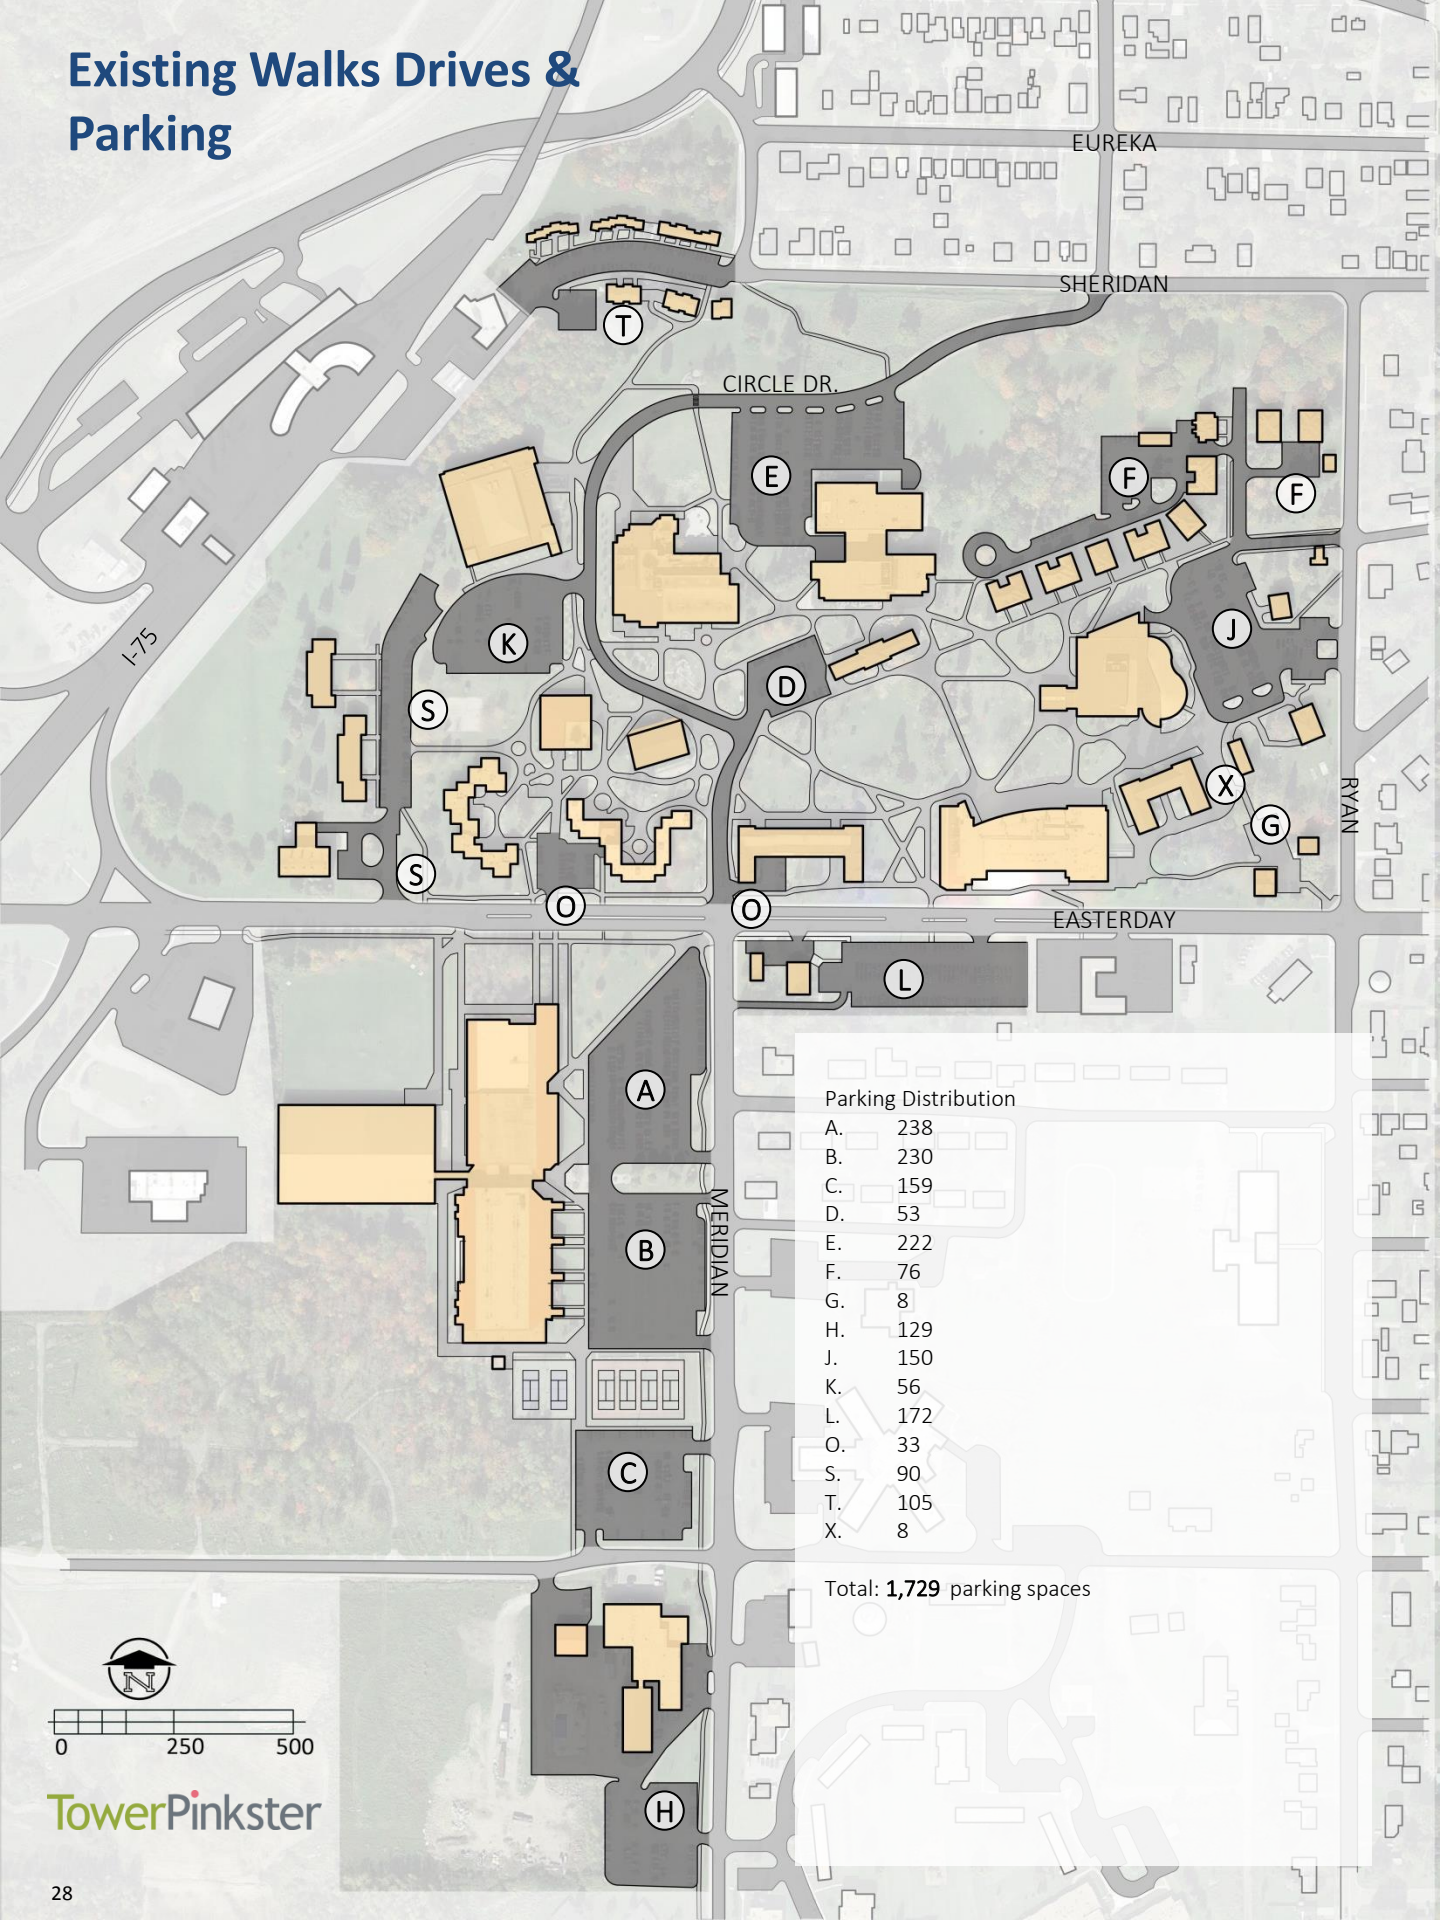 Existing Walks Drives &
Parking
EUREKA
SHERIDAN
T
CIRCLE DR.
E
F
F
K
J
I-75
D
S
X
RYAN
G
S
O
O
EASTERDAY
L
A
MERIDIAN
B
C
H
Parking Distribution
A. 238
B. 230
C. 159
D. 53
E. 222
F. 76
G. 8
H. 129
J. 150
K. 56
L. 172
O. 33
S. 90
T. 105
X. 8
Total: 1,729 parking spaces
N
0 250 500
TowerPinkster
28